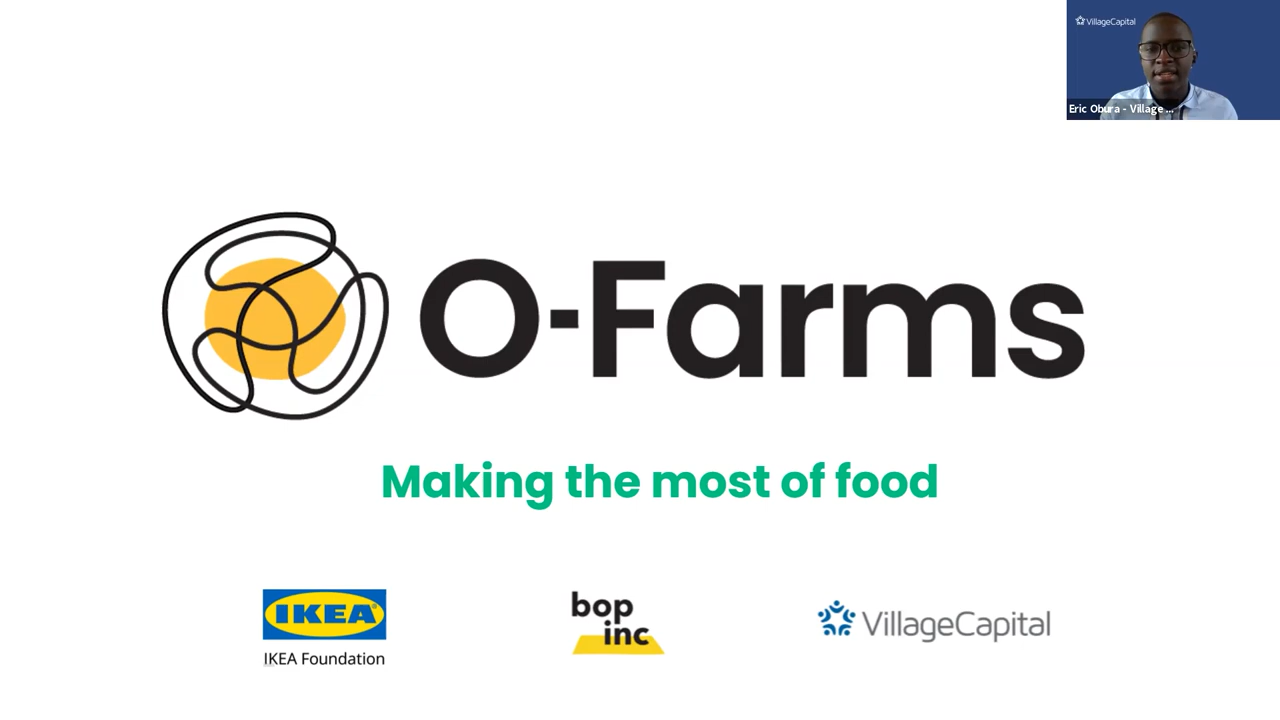 VillageCapital
Eric Obura - Village ...
O-Farms
Making the most of food
IKEA
IKEA Foundation
bop
inc
VillageCapital